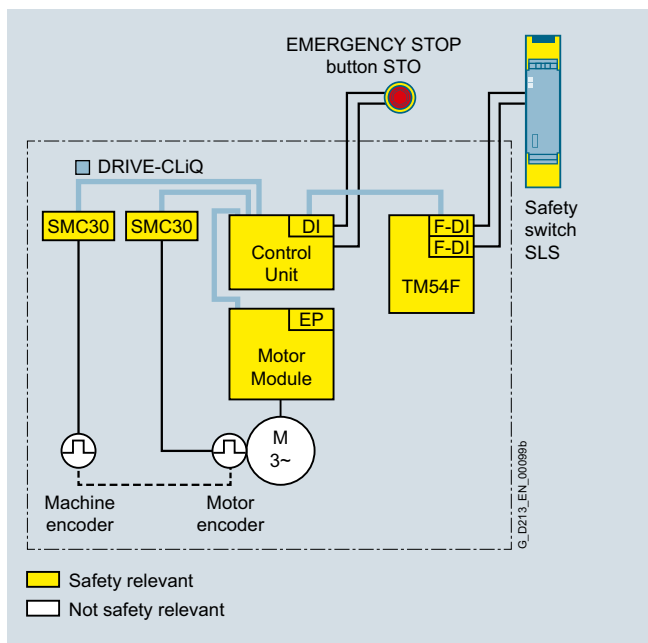 EMERGENCY STOP
button STO
DRIVE-CLiQ
SMC30
SMC30
DI
Control
Unit
F-DI
F-DI
TM54F
Safety
switch
SLS
EP
Motor
Module
M
3~
Machine
encoder
Motor
encoder
G_D213_EN_00099b
Safety relevant
Not safety relevant